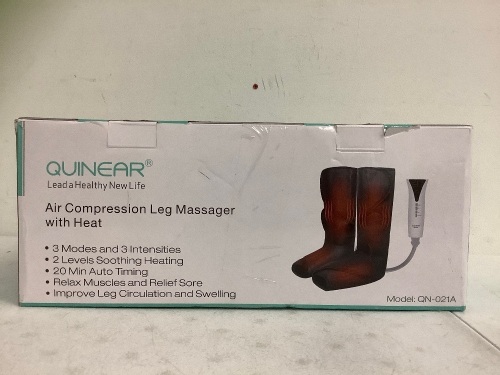 QUINEAR®
Lead a Healthy New Life
Air Compression Leg Massager
with Heat
• 3 Modes and 3 Intensities
• 2 Levels Soothing Heating
• 20 Min Auto Timing
• Relax Muscles and Relief Sore
• Improve Leg Circulation and Swelling
Model: QN-021A